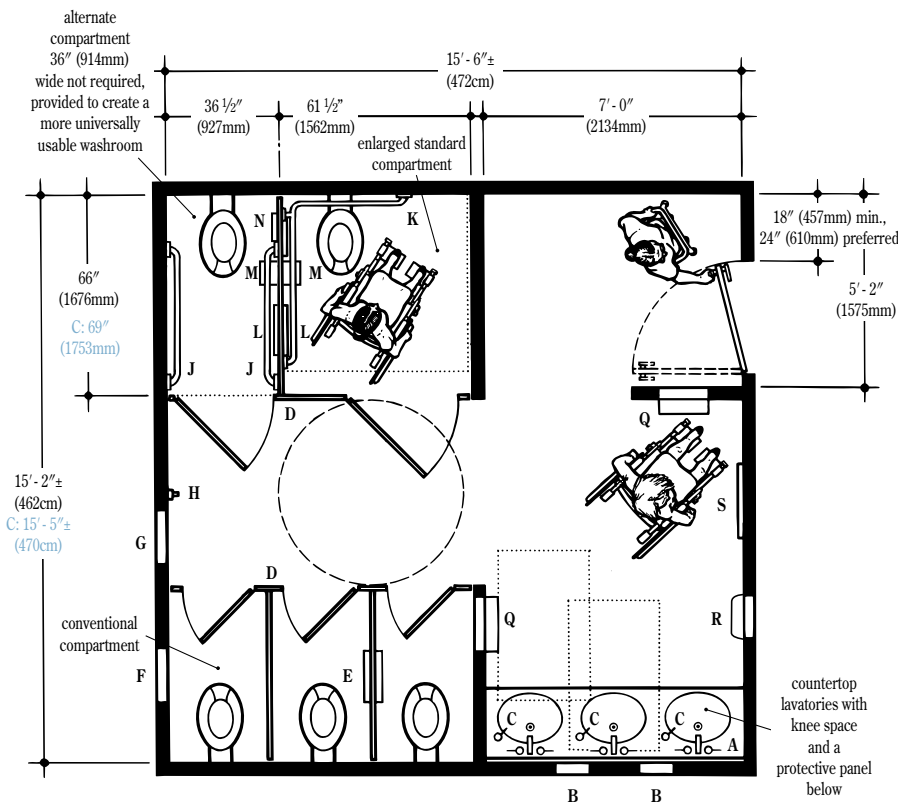 alternate
compartment
36″ (914mm)
wide not required,
provided to create a
more universally
usable washroom
15′ - 6″±
(472cm)
36 ½″
(927mm)
61 ½”
(1562mm)
7′ - 0″
(2134mm)
enlarged standard
compartment
18″ (457mm) min.,
24″ (610mm) preferred
5′ - 2″
(1575mm)
66″
(1676mm)
C: 69″
(1753mm)
15′ - 2″±
(462cm)
C: 15′ - 5″±
(470cm)
N
K
M
M
L
L
J
J
D
Q
H
S
G
D
Q
R
conventional
compartment
F
E
C
C
C
A
B
B
countertop
lavatories with
knee space
and a
protective panel
below